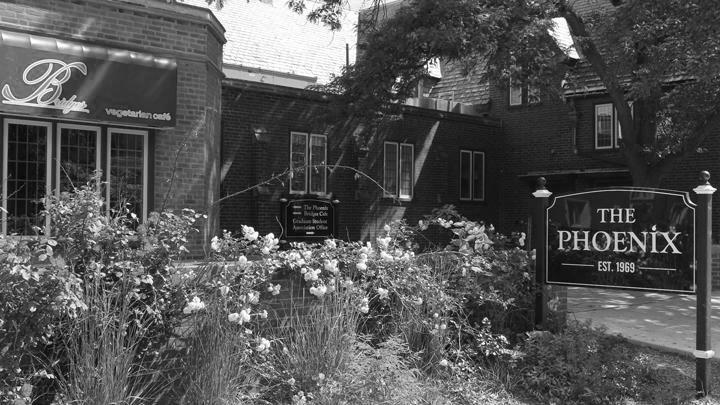 Bridges
vegetarian café
The Phoenix
Bridges Café
Graduate Student
Association Office
THE
PHOENIX
EST. 1969